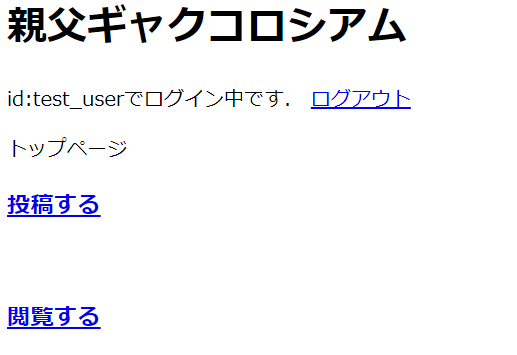 親父ギャクコロシアム
id:test_userでログイン中です.　ログアウト
トップページ
投稿する
閲覧する